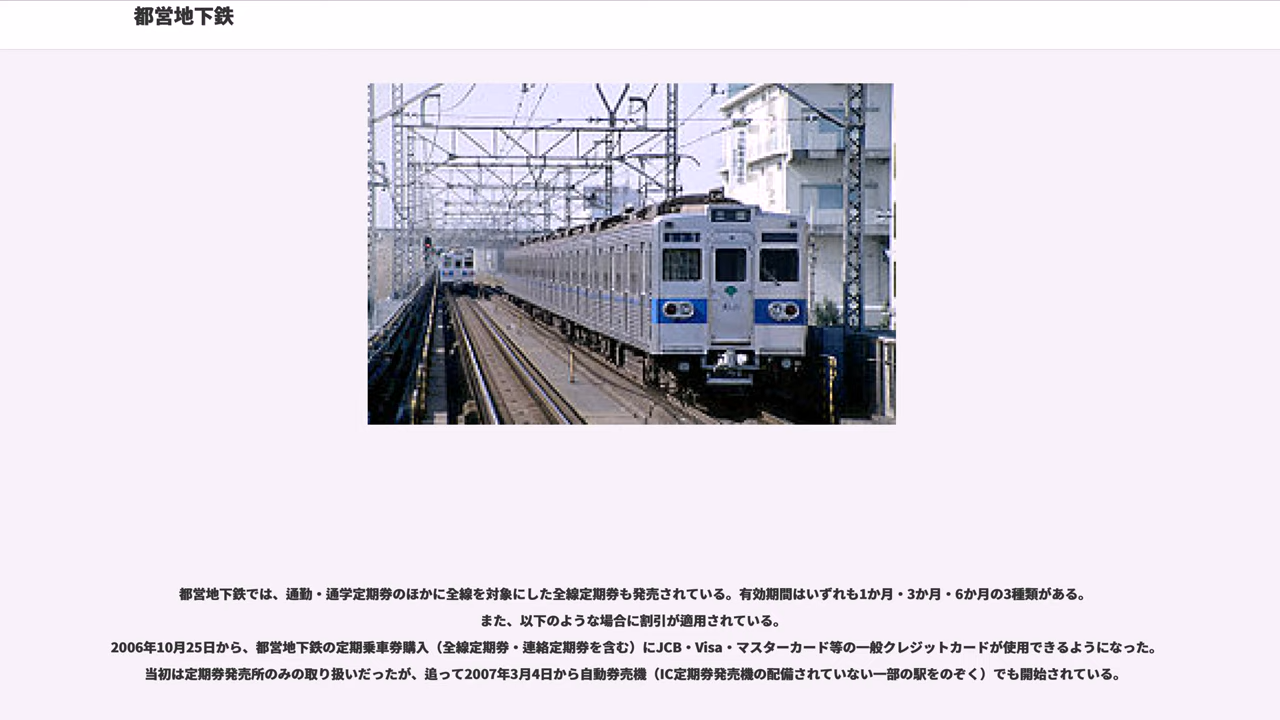 都営地下鉄
都営地下鉄では、通勤・通学定期券のほかに全線を対象にした全線定期券も発売されている。有効期間はいずれも1か月・3か月・6か月の3種類がある。
また、以下のような場合に割引が適用されている。
2006年10月25日から、都営地下鉄の定期乗車券購入（全線定期券・連絡定期券を含む）にJCB・Visa・マスターカード等の一般クレジットカードが使用できるようになった。
当初は定期券発売所のみの取り扱いだったが、追って2007年3月4日から自動券売機（IC定期券発売機の配備されていない一部の駅をのぞく）でも開始されている。